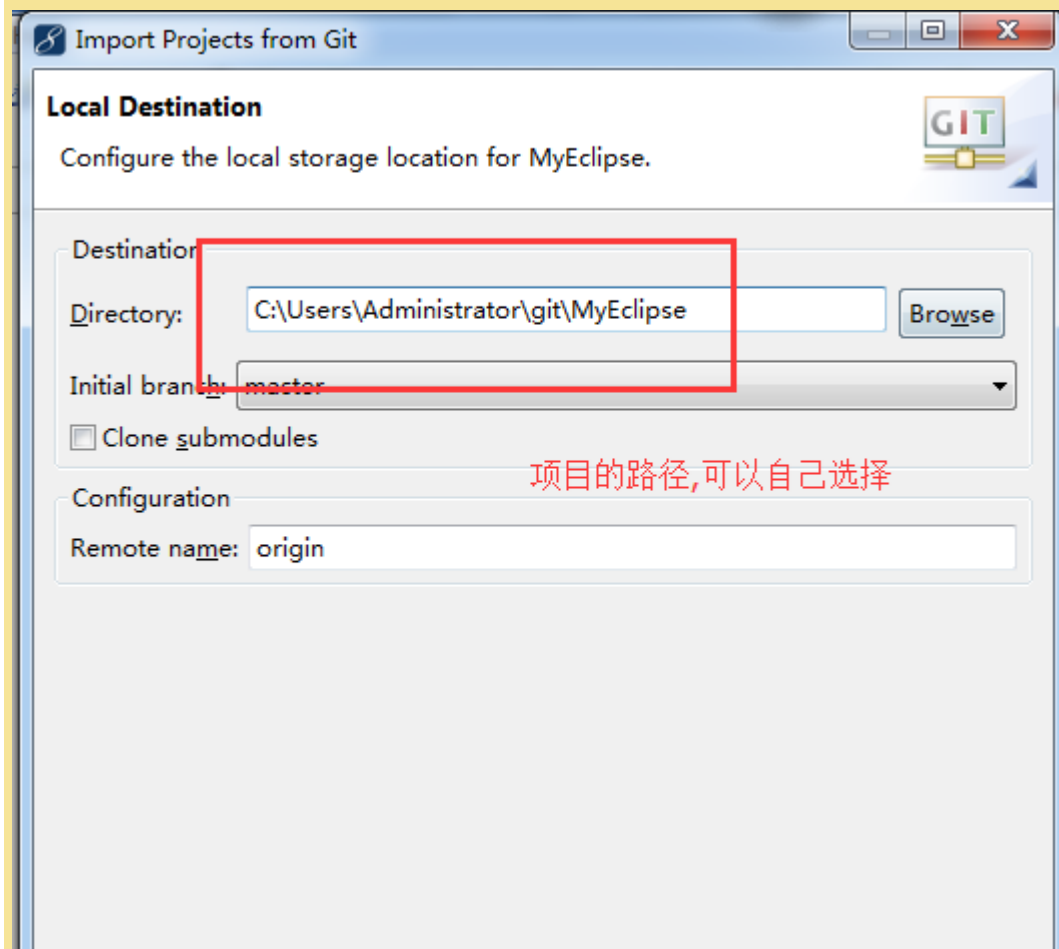 Import Projects from Git
Local Destination
Configure the local storage location for MyEclipse.
GIT
Destination
Directory: C:\Users\Administrator\git\MyEclipse Browse
Initial branch: master
Clone submodules
项目的路径,可以自己选择
Configuration
Remote name: origin